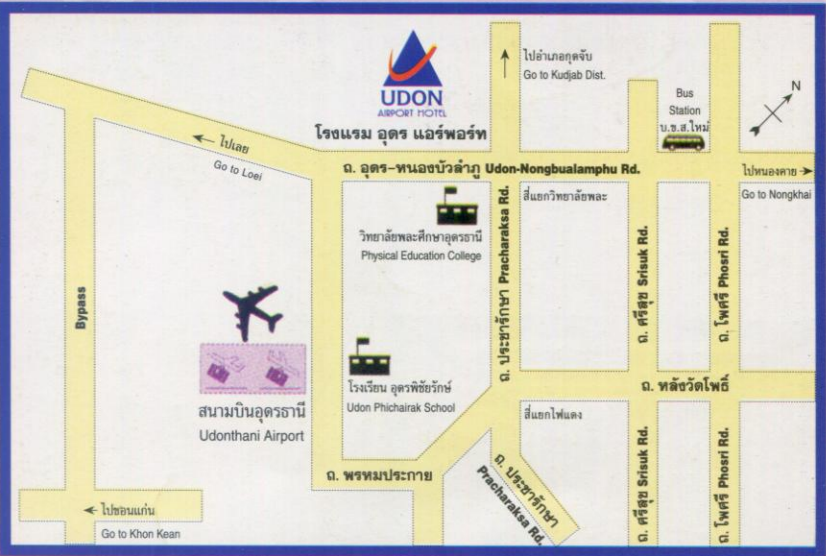 UDON
AIRPORT HOTEL
โรงแรม อุดร แอร์พอร์ท
ไปอำเภอกุดจับ
Go to Kudjab Dist.
Bus
Station
บ.ข.ส.ใหม่
N
ไปเลย
Go to Loei
ถ. อุดร-หนองบัวลำภู Udon-Nongbualamphu Rd.
ไปหนองคาย
Go to Nongkhai
สี่แยกวิทยาลัยพละ
วิทยาลัยพละศึกษาอุดรธานี
Physical Education College
ถ. ประชารักษา Pracharaksa Rd.
ถ. ศรีสุข Srisuk Rd.
ถ. โพศรี Phosri Rd.
Bypass
สนามบินอุดรธานี
Udonthani Airport
โรงเรียน อุดรพิชัยรักษ์
Udon Phichairak School
ถ. หลังวัดโพธิ์
สี่แยกไฟแดง
ถ. พรหมประกาย
ถ. ประชารักษา
Pracharaksa Rd.
ถ. ศรีสุข Srisuk Rd.
ถ. โพศรี Phosri Rd.
ไปขอนแก่น
Go to Khon Kean